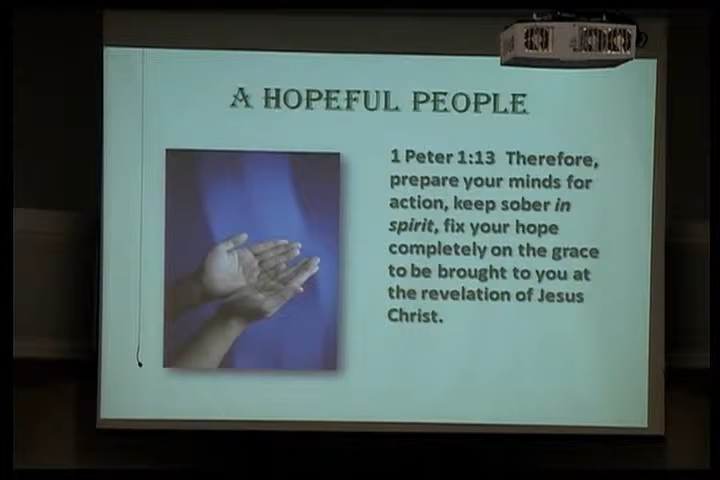 A HOPEFUL PEOPLE
1 Peter 1:13 Therefore,
prepare your minds for
action, keep sober in
spirit, fix your hope
completely on the grace
to be brought to you at
the revelation of Jesus
Christ.